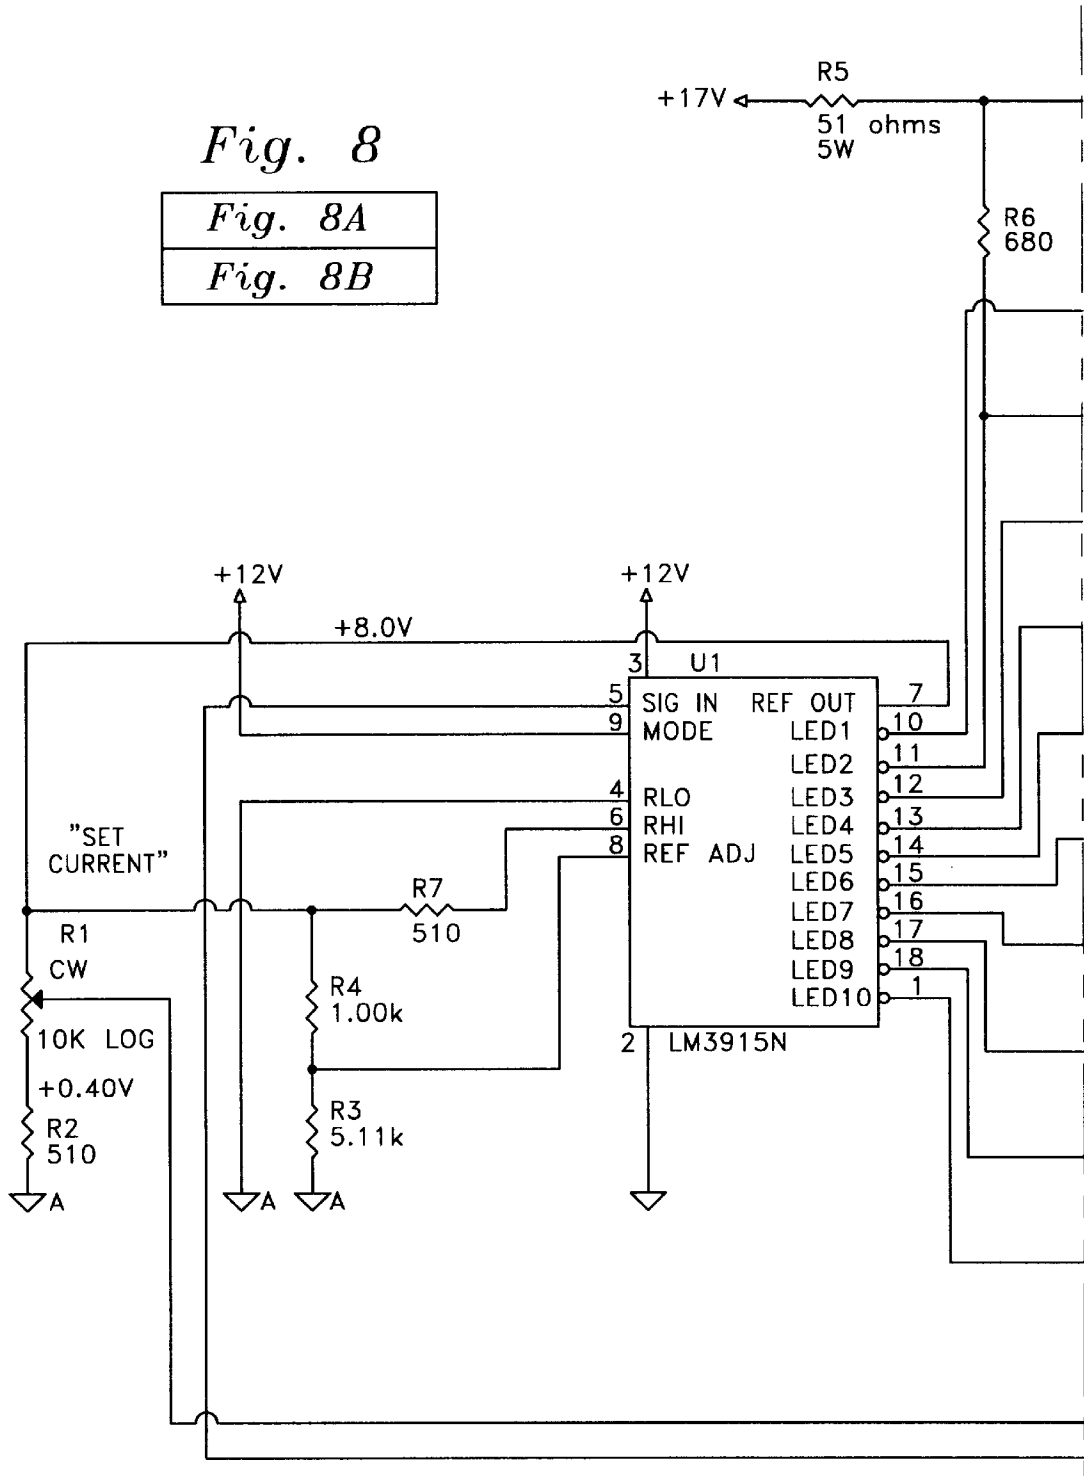 R5
+17V
51 ohms
5W
Fig. 8
Fig. 8A
Fig. 8B
R6
680
+12V
+12V
+8.0V
3
U1
5
SIG IN
REF OUT
7
9
MODE
LED1
10
LED2
11
4
RLO
LED3
12
6
RHI
LED4
13
8
REF ADJ
LED5
14
LED6
15
LED7
16
LED8
17
LED9
18
LED10
1
2
LM3915N
"SET
CURRENT"
R7
510
R1
CW
10K LOG
R4
1.00k
+0.40V
R2
510
R3
5.11k
A
A
A